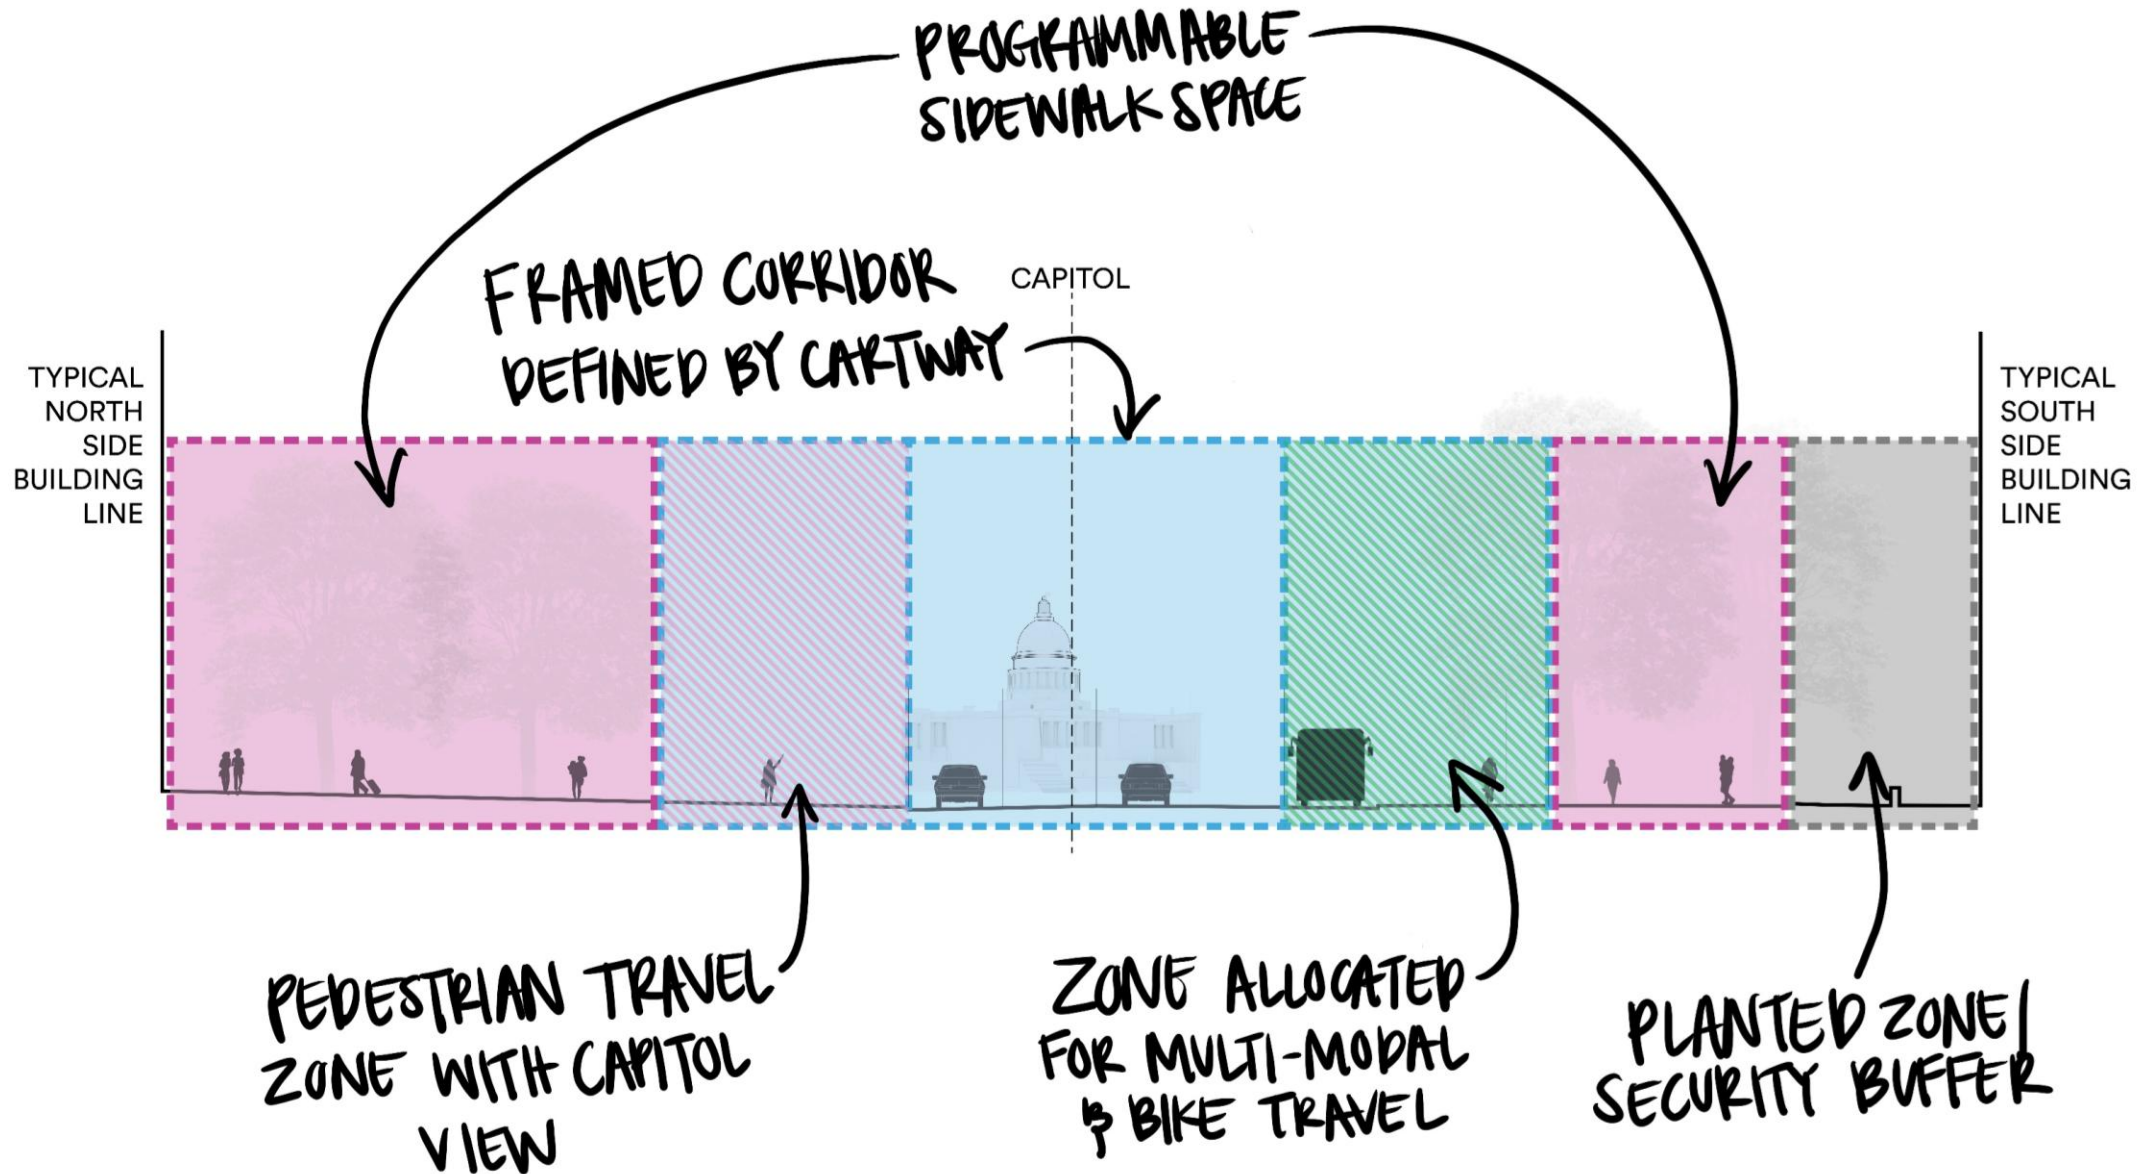 PROGRAMMABLE
SIDEWALK SPACE
FRAMED CORRIDOR
DEFINED BY CARTWAY
CAPITOL
TYPICAL
NORTH
SIDE
BUILDING
LINE
TYPICAL
SOUTH
SIDE
BUILDING
LINE
PEDESTRIAN TRAVEL
ZONE WITH CAPITOL
VIEW
ZONE ALLOCATED
FOR MULTI-MODAL
& BIKE TRAVEL
PLANTED ZONE/
SECURITY BUFFER